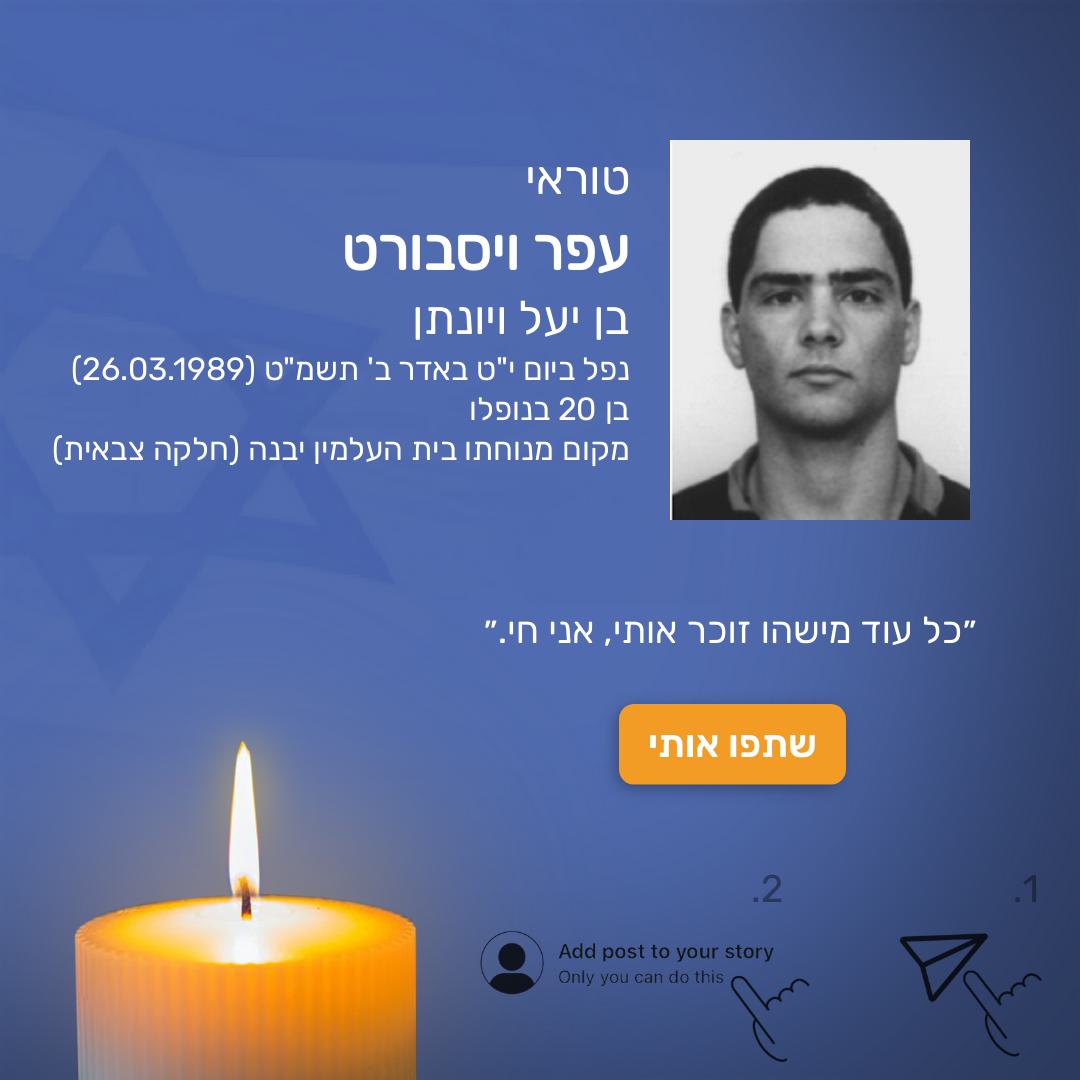 טוראי
עפר ויסבורט
בן יעל ויונתן
נפל ביום י"ט באדר ב' תשמ"ט (26.03.1989)
בן 20 בנופלו
מקום מנוחתו בית העלמין יבנה (חלקה צבאית)
״כל עוד מישהו זוכר אותי, אני חי.״
שתפו אותי
1.
2.
Add post to your story
Only you can do this